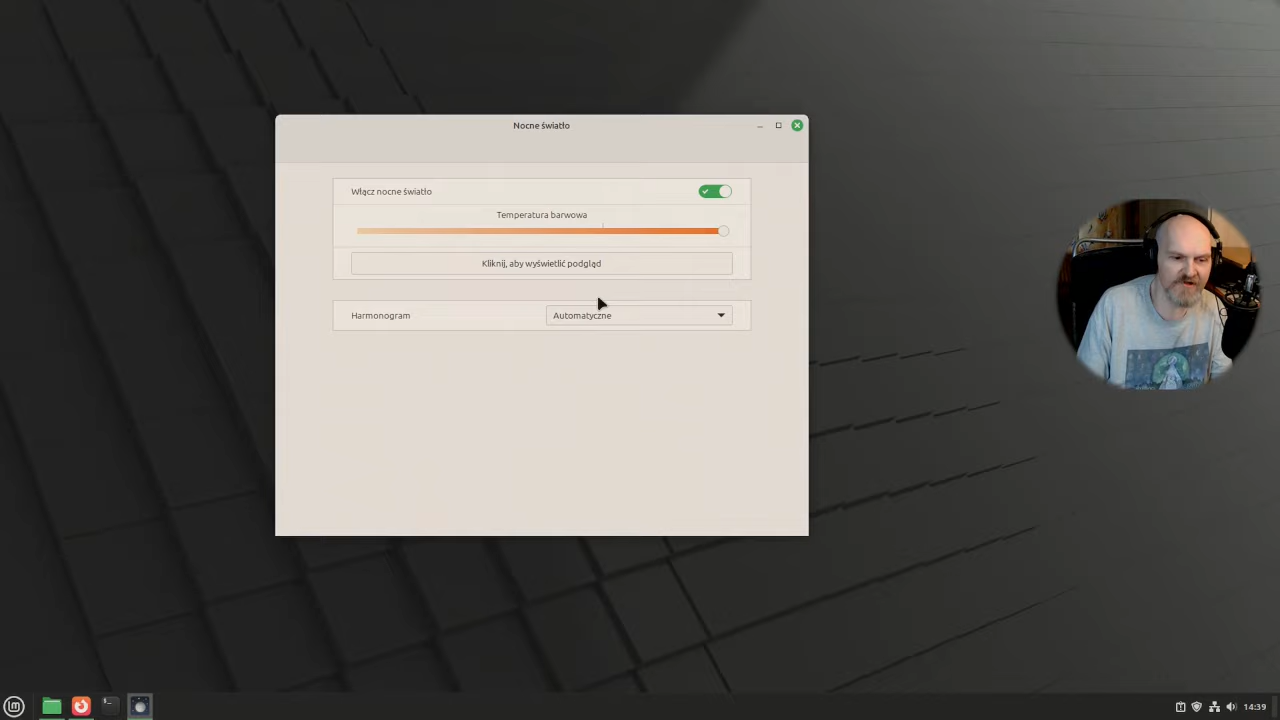 Nocne światło
Włącz nocne światło
Temperatura barwowa
Kliknij, aby wyświetlić podgląd
Harmonogram
Automatyczne
14:39